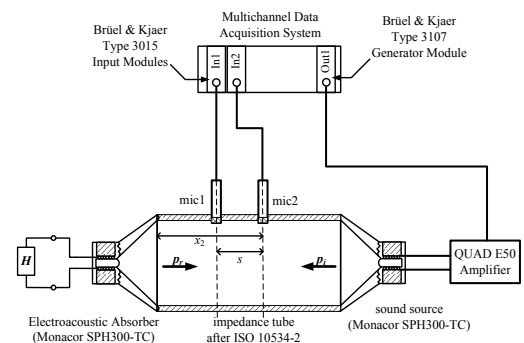 Multichannel Data
Acquisition System
Brüel & Kjaer
Type 3015
Input Modules
Brüel & Kjaer
Type 3107
Generator Module
In1
In2
Out1
mic1
mic2
x2
pr
s
pi
H
QUAD E50
Amplifier
Electroacoustic Absorber
(Monacor SPH300-TC)
impedance tube
after ISO 10534-2
sound source
(Monacor SPH300-TC)